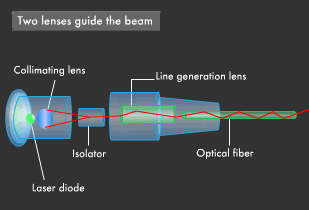 Two lenses guide the beam
Collimating lens
Line generation lens
Isolator
Optical fiber
Laser diode